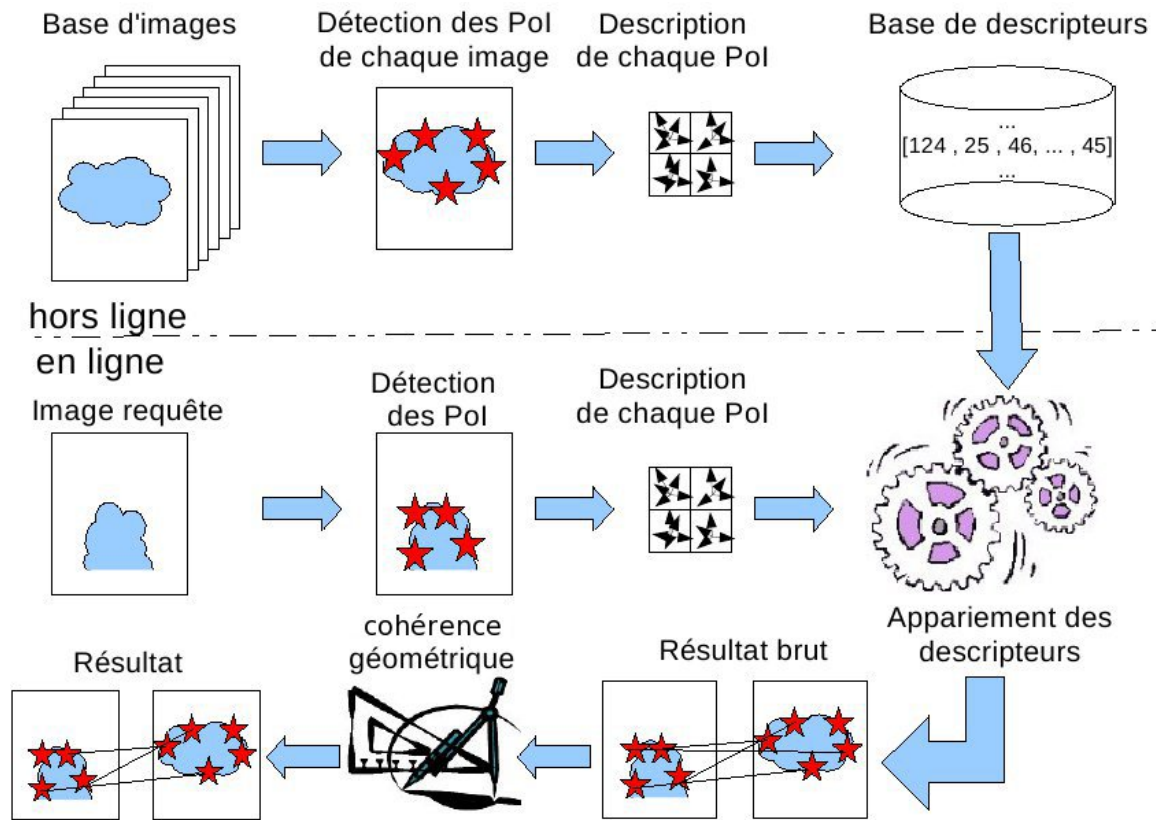 Base d'images
Détection des PoI
de chaque image
Description
de chaque PoI
Base de descripteurs
...
[124 , 25 , 46, ... , 45]
...
hors ligne
en ligne
Image requête
Détection
des PoI
Description
de chaque PoI
Appariement des
descripteurs
Résultat brut
cohérence
géométrique
Résultat